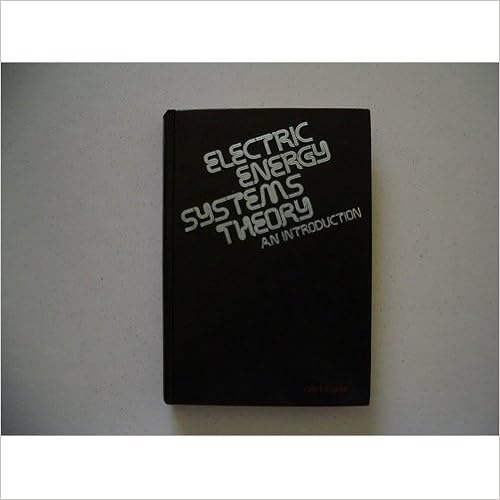 ELECTRIC
ENERGY
SYSTEMS
THEORY
AN INTRODUCTION